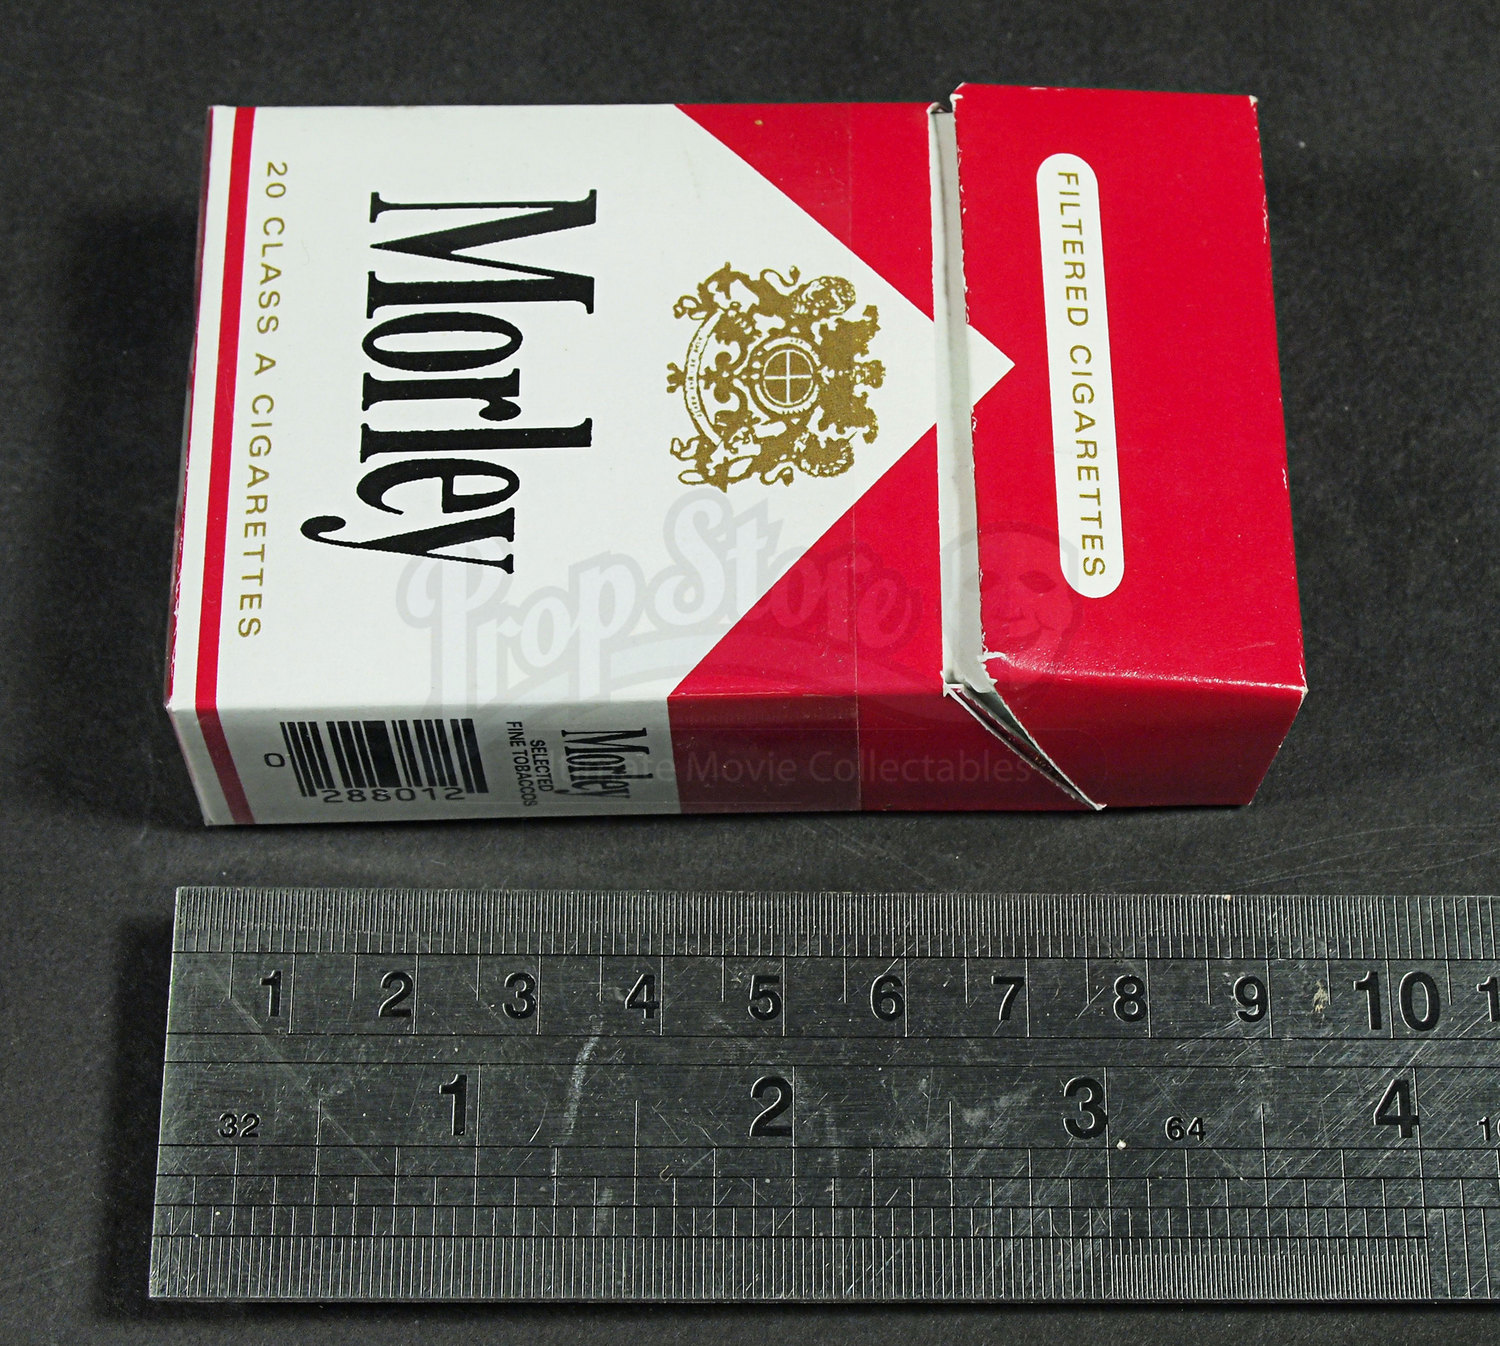 FILTERED CIGARETTES
Morley
20 CLASS A CIGARETTES
Morley
SELECTED
FINE TOBACCOS
0 288012
PropStore
Ultimate Movie Collectables
1 2 3 4 5 6 7 8 9 10
1 2 3 4
32 64